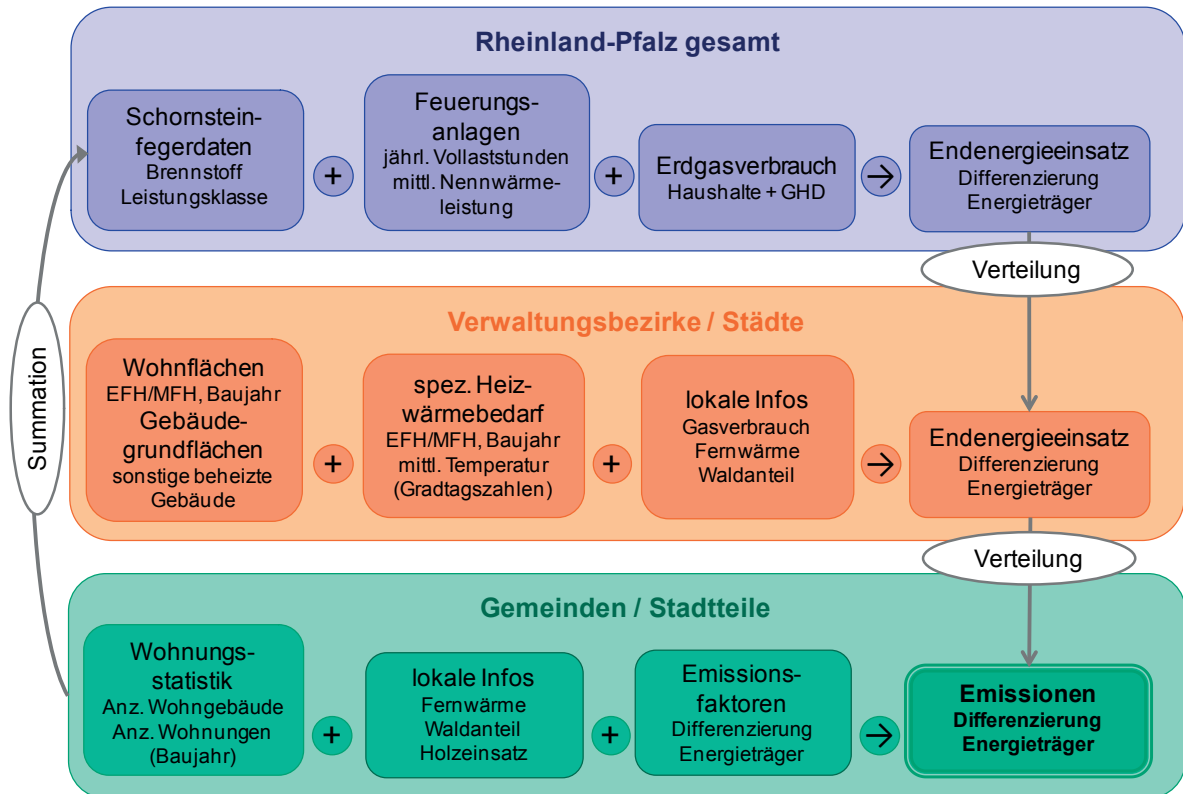 Rheinland-Pfalz gesamt
Schornstein-
fegerdaten
Brennstoff
Leistungsklasse
+
Feuerungs-
anlagen
jährl. Vollaststunden
mittl. Nennwärme-
leistung
+
Erdgasverbrauch
Haushalte + GHD
→
Endenergieeinsatz
Differenzierung
Energieträger
Verteilung
Summation
Verwaltungsbezirke / Städte
Wohnflächen
EFH/MFH, Baujahr
Gebäude-
grundflächen
sonstige beheizte
Gebäude
+
spez. Heiz-
wärmebedarf
EFH/MFH, Baujahr
mittl. Temperatur
(Gradtagszahlen)
+
lokale Infos
Gasverbrauch
Fernwärme
Waldanteil
→
Endenergieeinsatz
Differenzierung
Energieträger
Verteilung
Gemeinden / Stadtteile
Wohnungs-
statistik
Anz. Wohngebäude
Anz. Wohnungen
(Baujahr)
+
lokale Infos
Fernwärme
Waldanteil
Holzeinsatz
+
Emissions-
faktoren
Differenzierung
Energieträger
→
Emissionen
Differenzierung
Energieträger